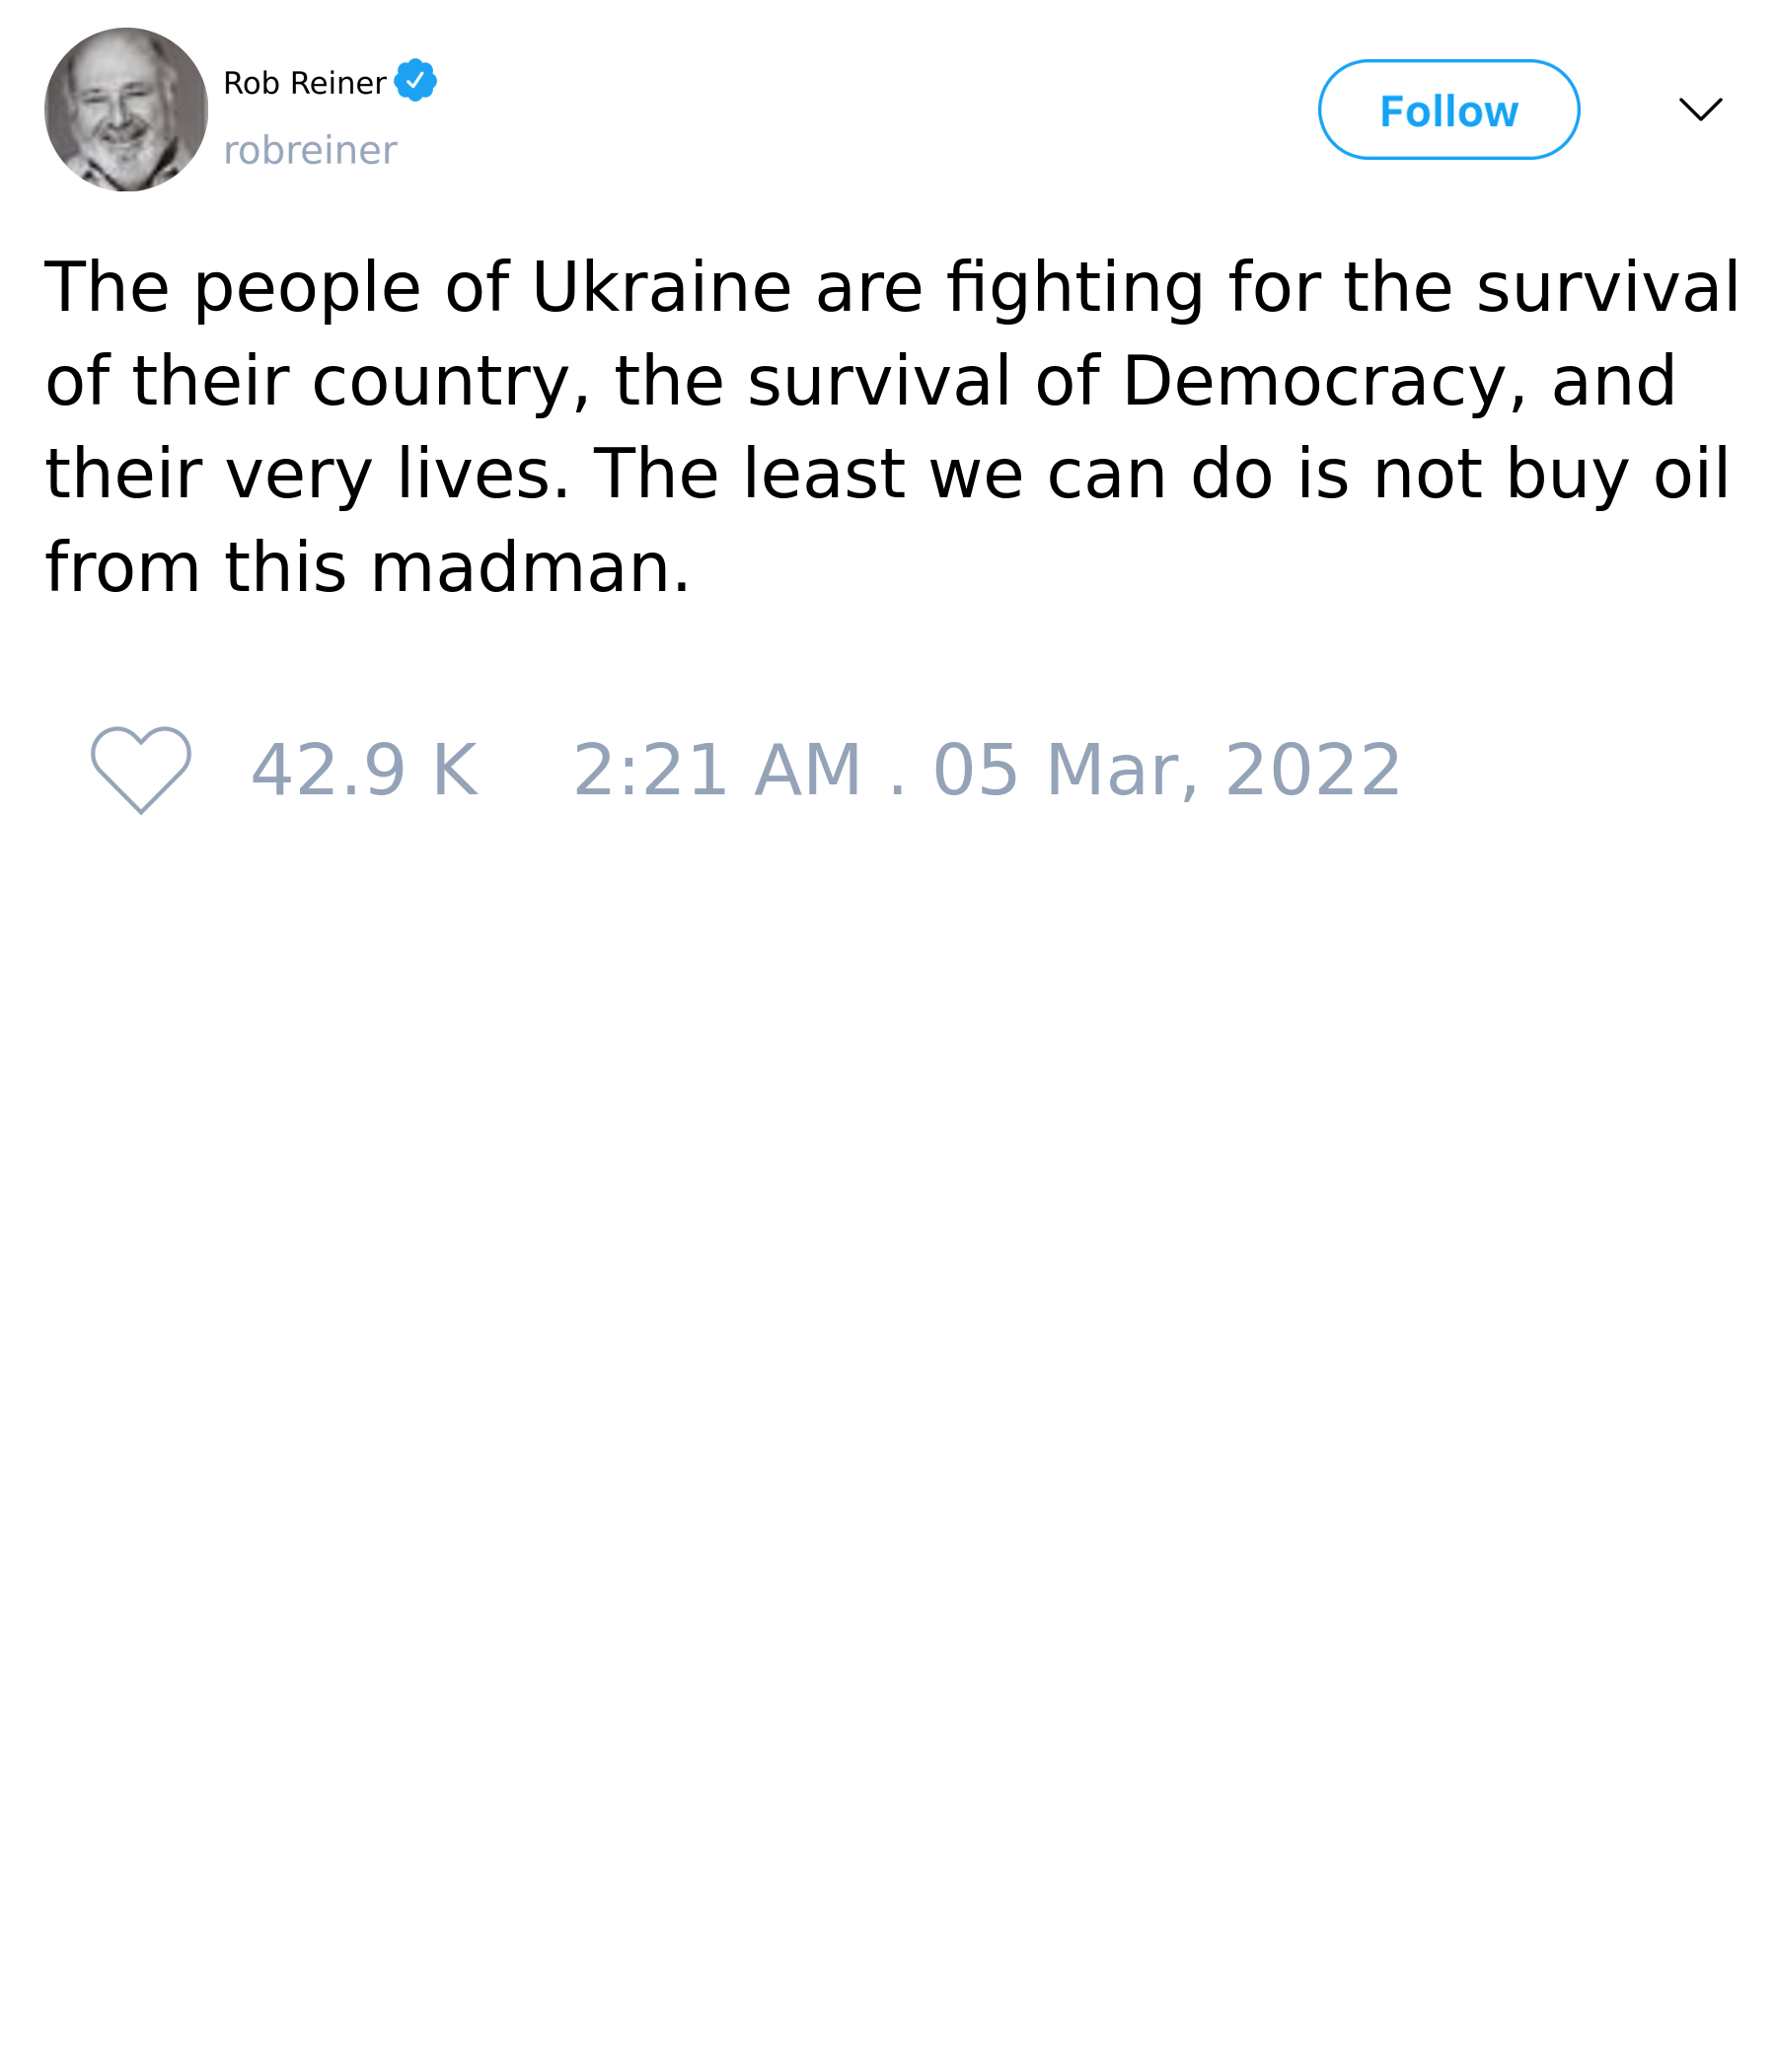 Rob Reiner
robreiner
Follow
The people of Ukraine are fighting for the survival
of their country, the survival of Democracy, and
their very lives. The least we can do is not buy oil
from this madman.
42.9 K 2:21 AM . 05 Mar, 2022